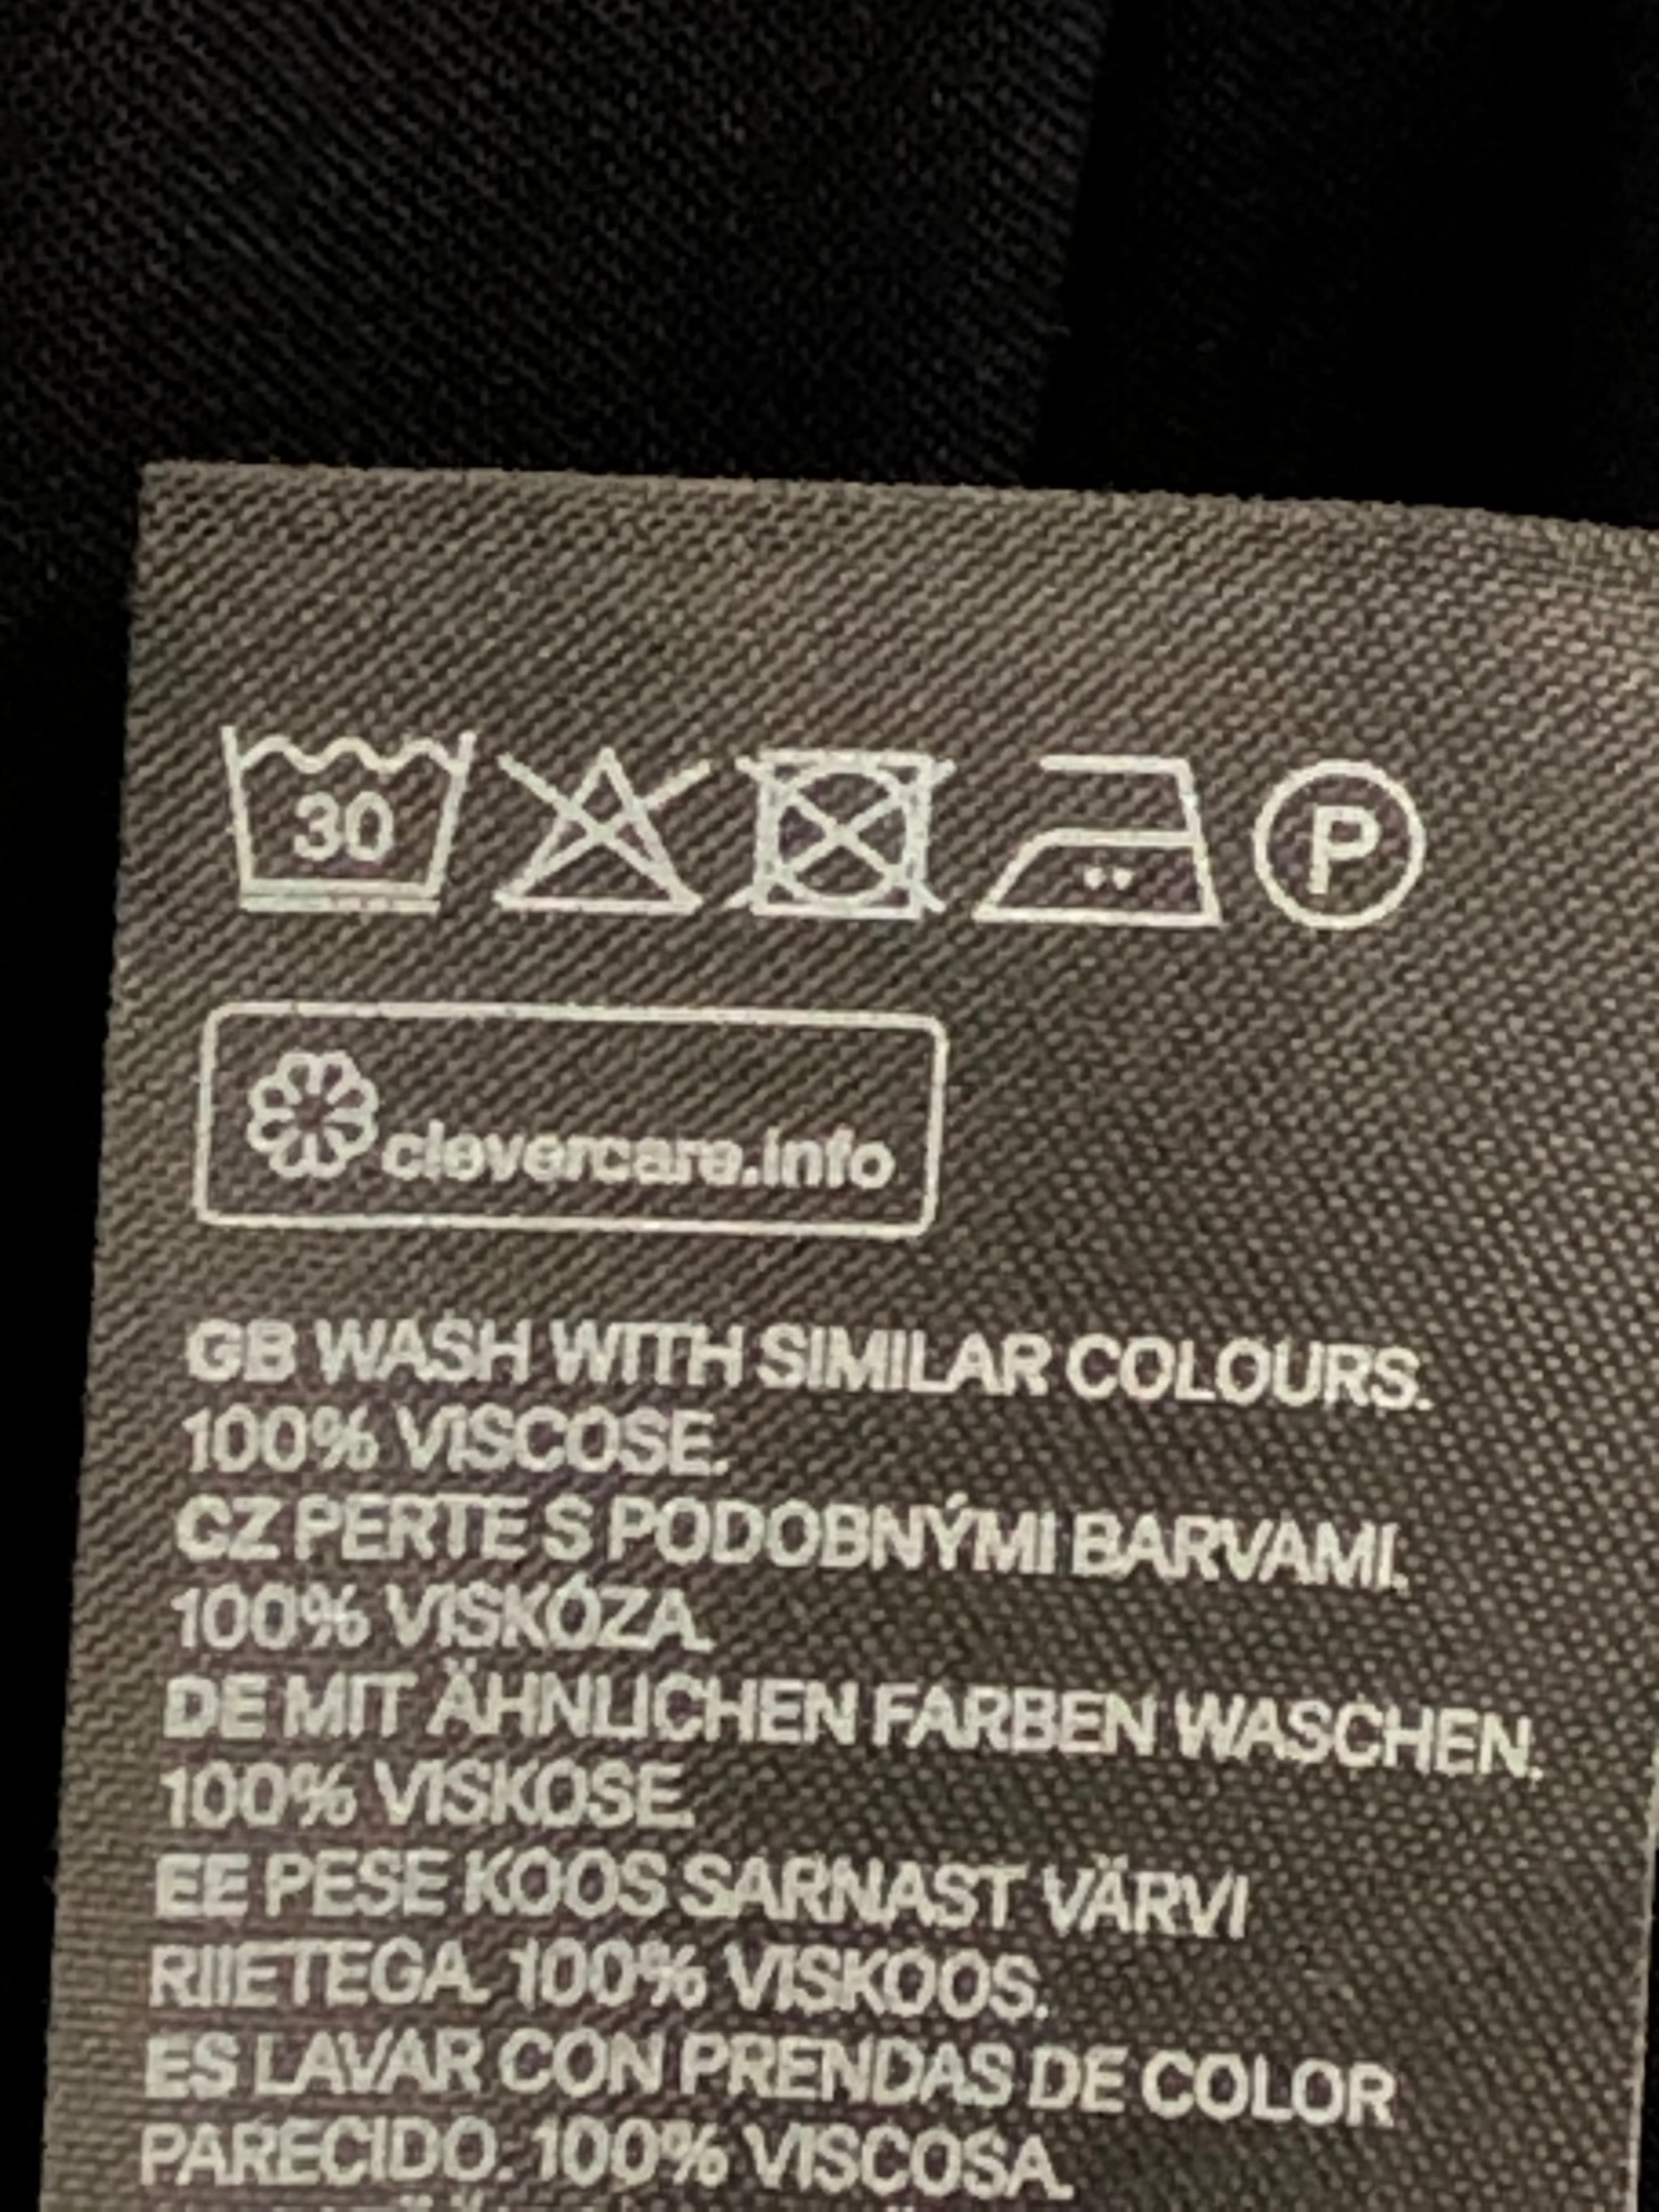 30
P
clevercare.info
GB WASH WITH SIMILAR COLOURS.
100% VISCOSE.
CZ PERTE S PODOBNÝMI BARVAMI.
100% VISKÓZA.
DE MIT ÄHNLICHEN FARBEN WASCHEN.
100% VISKOSE.
EE PESE KOOS SARNAST VÄRVI
RIIETEGA. 100% VISKOOS.
ES LAVAR CON PRENDAS DE COLOR
PARECIDO. 100% VISCOSA.